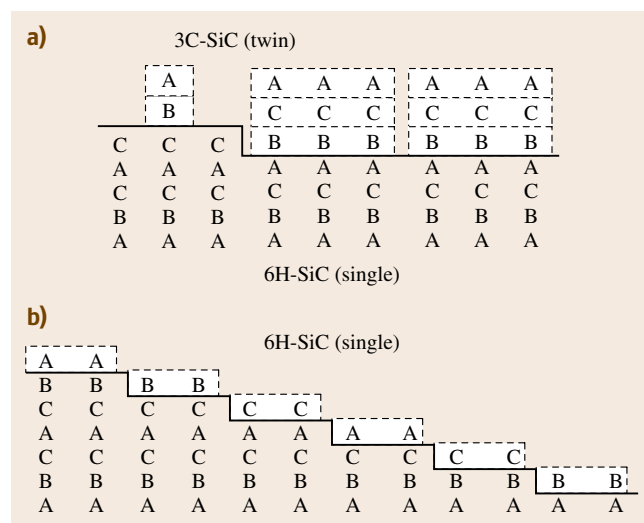 a)
3C-SiC (twin)
A A A A A A A
B C C C C C C
C C C B B B B B B
A A A A A A A A A
C C C C C C C C C
B B B B B B B B B
A A A A A A A A A
6H-SiC (single)
b)
6H-SiC (single)
A A
B B B B
C C C C C C
A A A A A A A A
C C C C C C C C C C
B B B B B B B B B B B B
A A A A A A A A A A A A